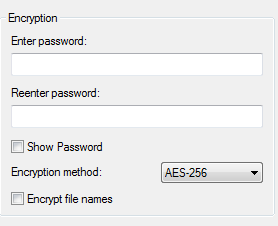 Encryption
Enter password:
Reenter password:
Show Password
Encryption method:
AES-256
Encrypt file names